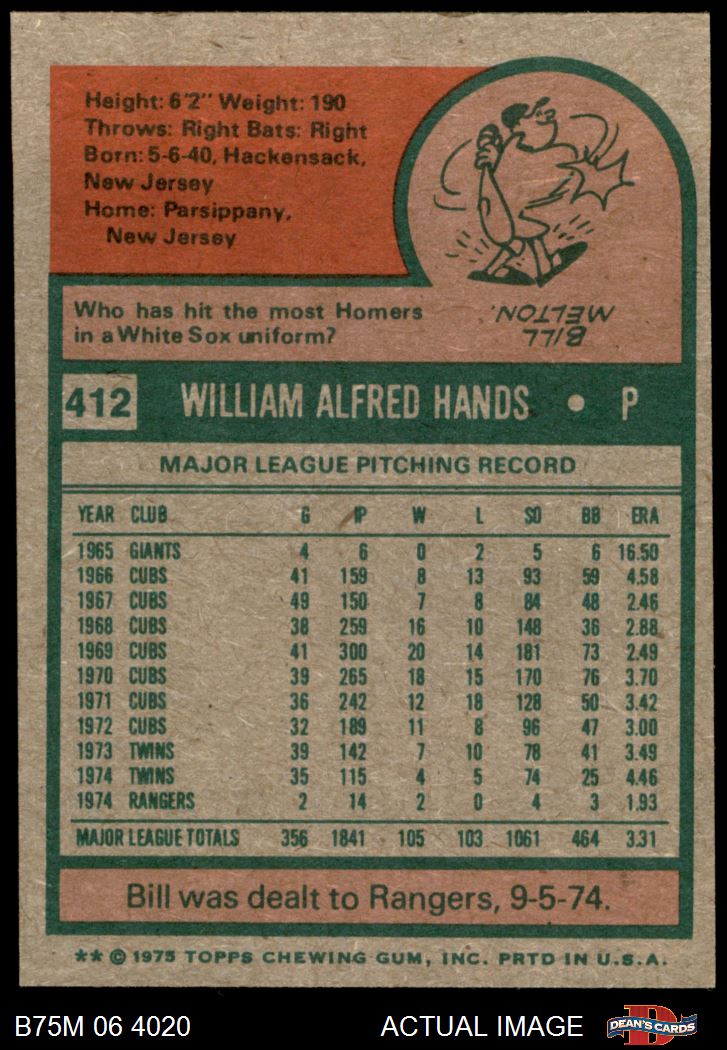 Height: 6'2" Weight: 190
Throws: Right Bats: Right
Born: 5-6-40, Hackensack,
New Jersey
Home: Parsippany,
New Jersey
Who has hit the most Homers
in a White Sox uniform?
BILL
MELTON.
412 WILLIAM ALFRED HANDS • P
MAJOR LEAGUE PITCHING RECORD
YEAR CLUB G IP W L SO BB ERA
1965 GIANTS 4 6 0 2 5 6 16.50
1966 CUBS 41 159 8 13 93 59 4.58
1967 CUBS 49 150 7 8 84 48 2.46
1968 CUBS 38 259 16 10 148 36 2.88
1969 CUBS 41 300 20 14 181 73 2.49
1970 CUBS 39 265 18 15 170 76 3.70
1971 CUBS 36 242 12 18 128 50 3.42
1972 CUBS 32 189 11 8 96 47 3.00
1973 TWINS 39 142 7 10 78 41 3.49
1974 TWINS 35 115 4 5 74 25 4.46
1974 RANGERS 2 14 2 0 4 3 1.93
MAJOR LEAGUE TOTALS 356 1841 105 103 1061 464 3.31
Bill was dealt to Rangers, 9-5-74.
** © 1975 TOPPS CHEWING GUM, INC. PRTD IN U.S.A.
B75M 06 4020 ACTUAL IMAGE D DEAN'S CARDS